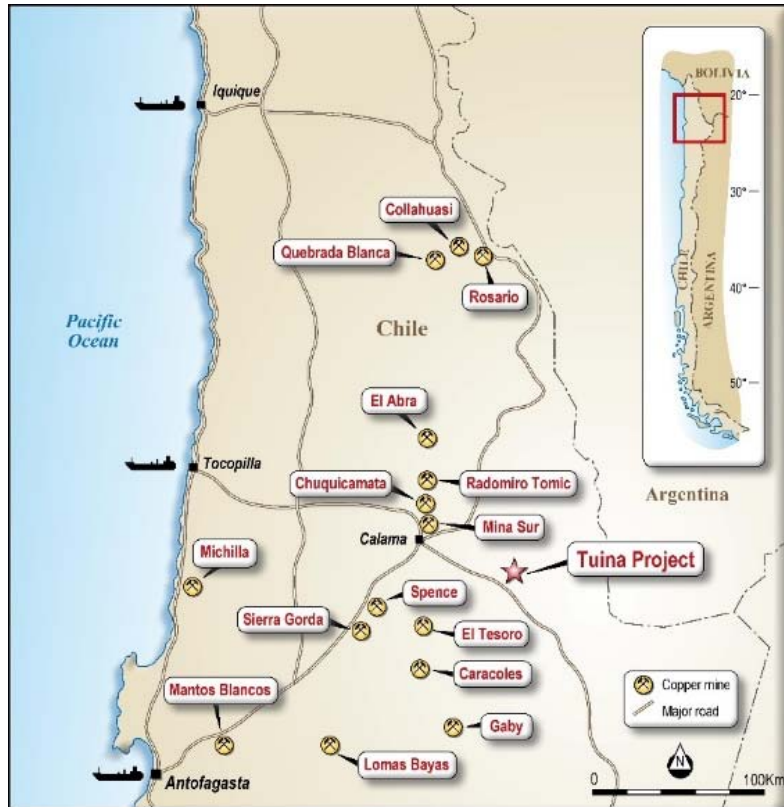 Iquique
BOLIVIA
20°
30°
CHILE
ARGENTINA
40°
50°
Collahuasi
Quebrada Blanca
Rosario
Pacific
Ocean
Chile
El Abra
Tocopilla
Chuquicamata
Radomiro Tomic
Argentina
Mina Sur
Calama
Michilla
Tuina Project
Spence
Sierra Gorda
El Tesoro
Caracoles
Mantos Blancos
Gaby
Lomas Bayas
Antofagasta
Copper mine
Major road
N
0
100Km